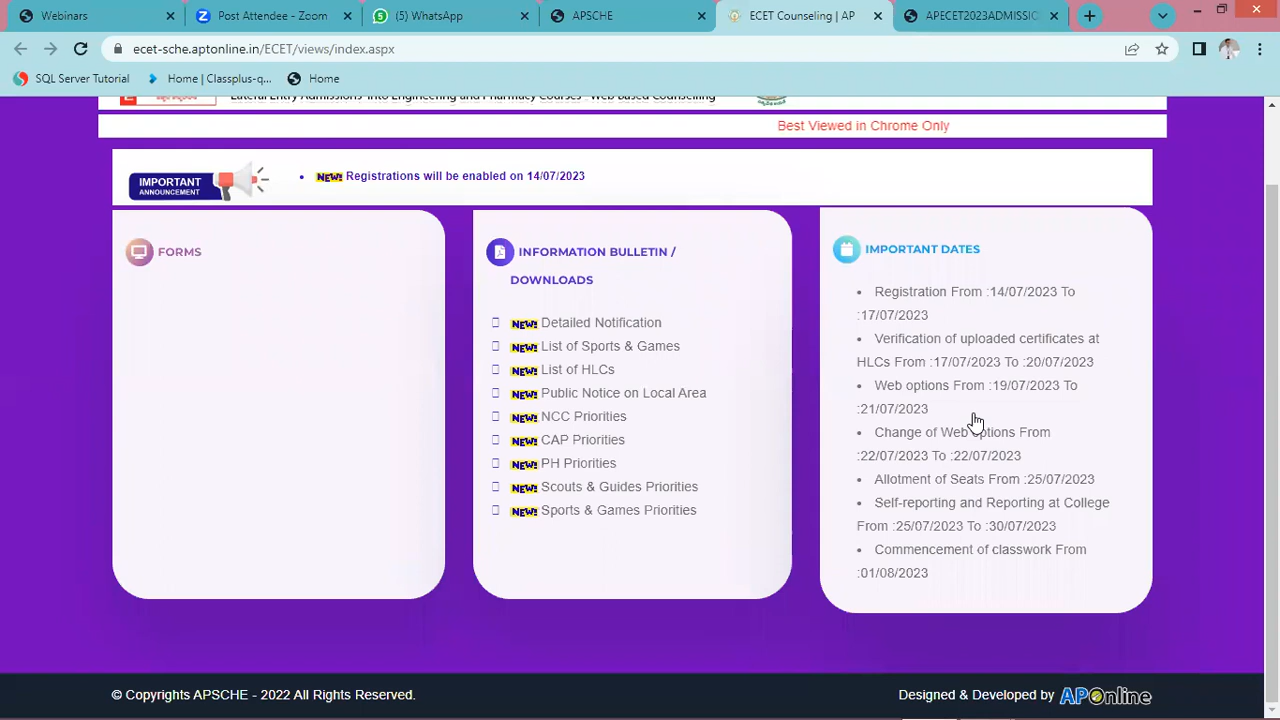 Webinars
Post Attendee - Zoom
(5) WhatsApp
APSCHE
ECET Counseling | AP
APECET2023ADMISSIO
ecet-sche.aptonline.in/ECET/views/index.aspx
SQL Server Tutorial
Home | Classplus-q...
Home
Lateral Entry Admissions into Engineering and Pharmacy Courses - Web Based Counselling
Best Viewed in Chrome Only
IMPORTANT
ANNOUNCEMENT
NEW! Registrations will be enabled on 14/07/2023
FORMS
INFORMATION BULLETIN /
DOWNLOADS
NEW! Detailed Notification
NEW! List of Sports & Games
NEW! List of HLCs
NEW! Public Notice on Local Area
NEW! NCC Priorities
NEW! CAP Priorities
NEW! PH Priorities
NEW! Scouts & Guides Priorities
NEW! Sports & Games Priorities
IMPORTANT DATES
• Registration From :14/07/2023 To
:17/07/2023
• Verification of uploaded certificates at
HLCs From :17/07/2023 To :20/07/2023
• Web options From :19/07/2023 To
:21/07/2023
• Change of Web options From
:22/07/2023 To :22/07/2023
• Allotment of Seats From :25/07/2023
• Self-reporting and Reporting at College
From :25/07/2023 To :30/07/2023
• Commencement of classwork From
:01/08/2023
© Copyrights APSCHE - 2022 All Rights Reserved.
Designed & Developed by APOnline